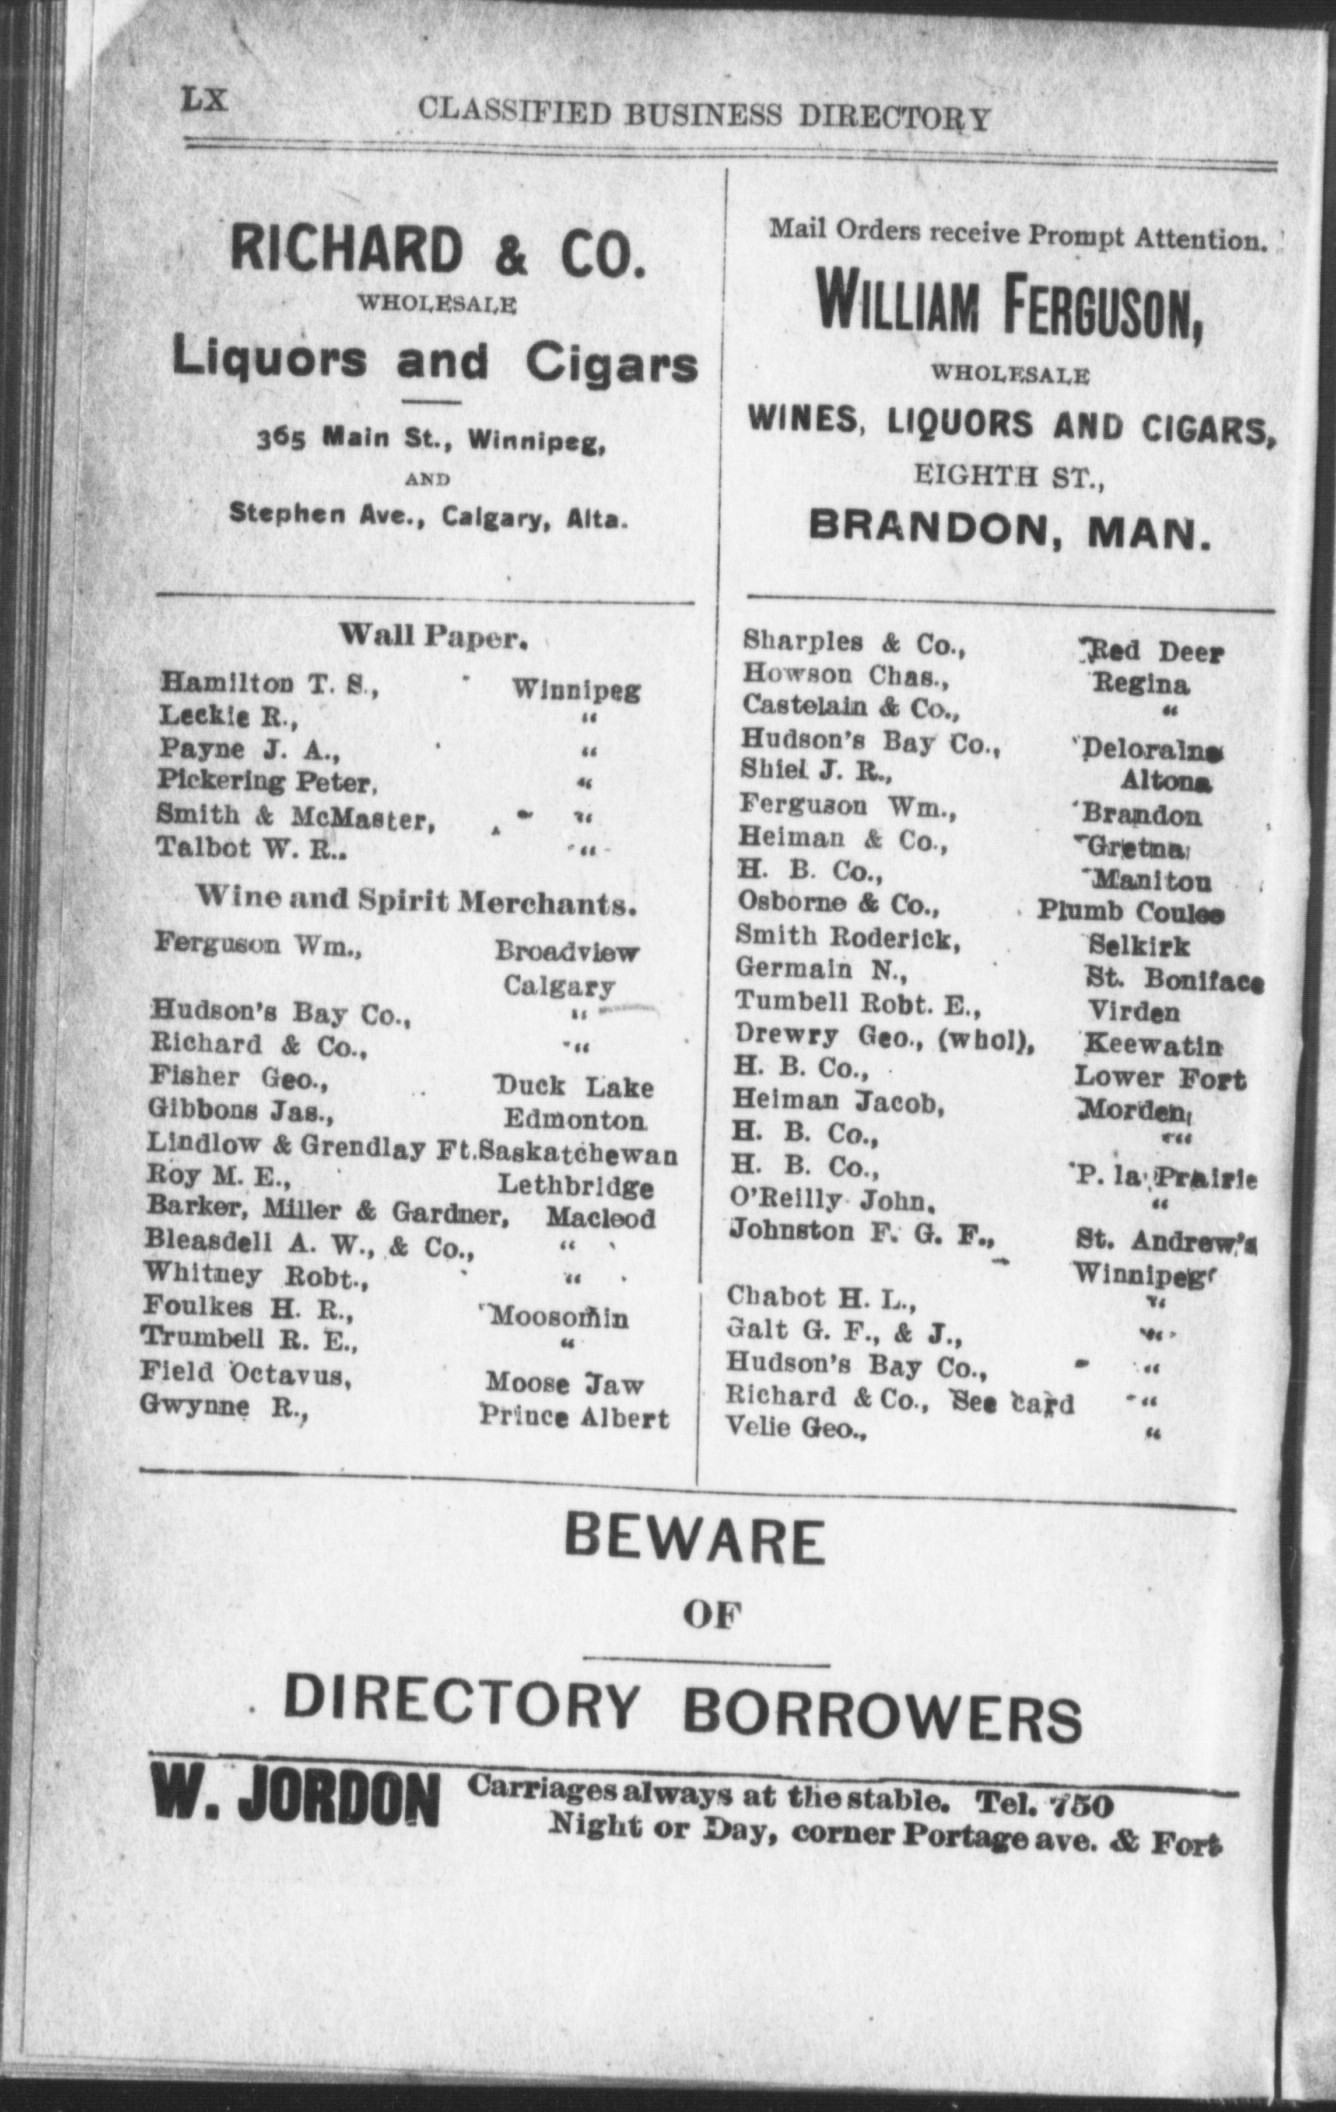 LX CLASSIFIED BUSINESS DIRECTORY
RICHARD & CO.
WHOLESALE
Liquors and Cigars
365 Main St., Winnipeg,
AND
Stephen Ave., Calgary, Alta.
Wall Paper.
Hamilton T. S., Winnipeg
Leckie R., "
Payne J. A., "
Pickering Peter, "
Smith & McMaster, "
Talbot W. R.. "
Wine and Spirit Merchants.
Ferguson Wm., Broadview
Calgary
Hudson's Bay Co., "
Richard & Co., "
Fisher Geo., Duck Lake
Gibbons Jas., Edmonton
Lindlow & Grendlay Ft.Saskatchewan
Roy M. E., Lethbridge
Barker, Miller & Gardner, Macleod
Bleasdell A. W., & Co., "
Whitney Robt., "
Foulkes H. R., Moosomin
Trumbell R. E., "
Field Octavus, Moose Jaw
Gwynne R., Prince Albert
Mail Orders receive Prompt Attention.
WILLIAM FERGUSON,
WHOLESALE
WINES, LIQUORS AND CIGARS,
EIGHTH ST.,
BRANDON, MAN.
Sharples & Co., Red Deer
Howson Chas., Regina
Castelain & Co., "
Hudson's Bay Co., Deloraine
Shiel J. R., Altona
Ferguson Wm., Brandon
Heiman & Co., Gretna
H. B. Co., Maniton
Osborne & Co., Plumb Coulee
Smith Roderick, Selkirk
Germain N., St. Boniface
Tumbell Robt. E., Virden
Drewry Geo., (whol), Keewatin
H. B. Co., Lower Fort
Heiman Jacob, Morden
H. B. Co., "
H. B. Co., P. la Prairie
O'Reilly John, "
Johnston F. G. F., St. Andrew's
Winnipeg
Chabot H. L., "
Galt G. F., & J., "
Hudson's Bay Co., "
Richard & Co., See card "
Velie Geo., "
BEWARE
OF
DIRECTORY BORROWERS
W. JORDON Carriages always at the stable. Tel. 750
Night or Day, corner Portage ave. & Fort